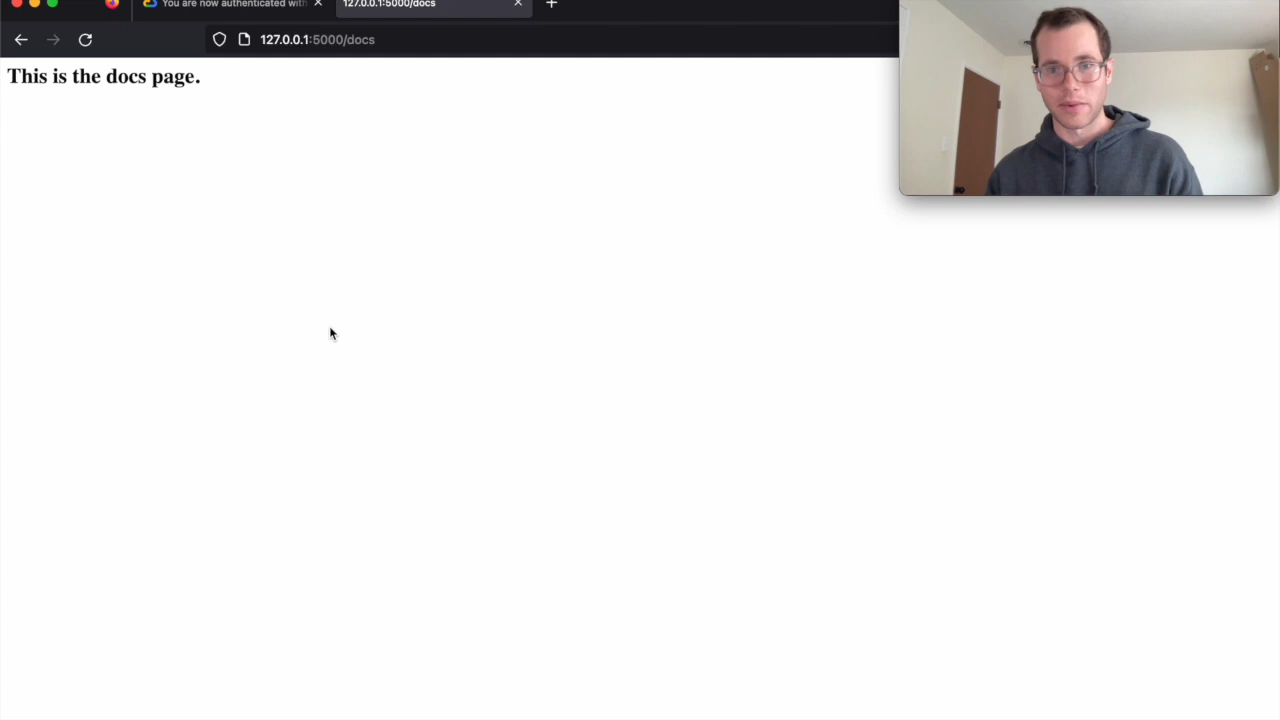 You are now authenticated with
127.0.0.1:5000/docs
127.0.0.1:5000/docs
This is the docs page.